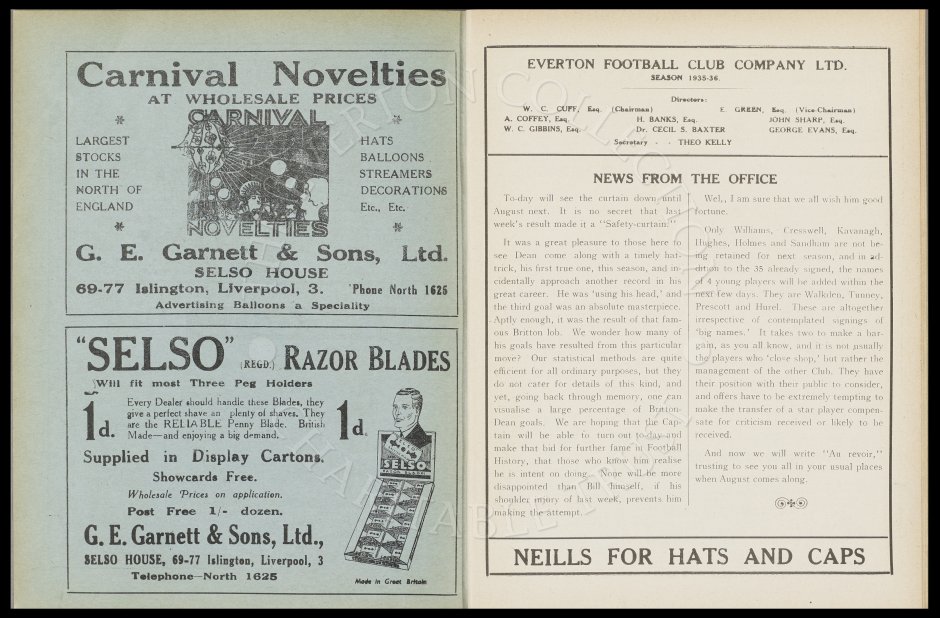 Carnival Novelties
AT WHOLESALE PRICES
CARNIVAL
LARGEST
STOCKS
IN THE
NORTH OF
ENGLAND
HATS
BALLOONS
STREAMERS
DECORATIONS
Etc., Etc.
NOVELTIES
G. E. Garnett & Sons, Ltd.
SELSO HOUSE
69-77 Islington, Liverpool, 3. 'Phone North 1625
Advertising Balloons a Speciality
"SELSO" (REGD.) RAZOR BLADES
Will fit most Three Peg Holders
1d.
Every Dealer should handle these Blades, they
give a perfect shave an plenty of shaves. They
are the RELIABLE Penny Blade. British
Made—and enjoying a big demand.
1d.
SELSO
Supplied in Display Cartons.
Showcards Free.
Wholesale Prices on application.
Post Free 1/- dozen.
G. E. Garnett & Sons, Ltd.,
SELSO HOUSE, 69-77 Islington, Liverpool, 3
Telephone—North 1625
Made in Great Britain
EVERTON FOOTBALL CLUB COMPANY LTD.
SEASON 1935-36.
Directors:
W. C. CUFF, Esq. (Chairman) E. GREEN, Esq. (Vice-Chairman)
A. COFFEY, Esq. H. BANKS, Esq. JOHN SHARP, Esq.
W. C. GIBBINS, Esq. Dr. CECIL S. BAXTER GEORGE EVANS, Esq.
Secretary - - THEO KELLY
NEWS FROM THE OFFICE
To-day will see the curtain down until
August next. It is no secret that last
week's result made it a "Safety-curtain."
It was a great pleasure to those here to
see Dean come along with a timely hat-
trick, his first true one, this season, and in-
cidentally approach another record in his
great career. He was 'using his head,' and
the third goal was an absolute masterpiece.
Aptly enough, it was the result of that fam-
ous Britton lob. We wonder how many of
his goals have resulted from this particular
move? Our statistical methods are quite
efficient for all ordinary purposes, but they
do not cater for details of this kind, and
yet, going back through memory, one can
visualise a large percentage of Britton-
Dean goals. We are hoping that the Cap-
tain will be able to turn out to-day and
make that bid for further fame in Football
History, that those who know him realise
he is intent on doing. None will be more
disappointed than Bill himself, if his
shoulder injury of last week, prevents him
making the attempt.
Wel,, I am sure that we all wish him good
fortune.
Only Williams, Cresswell, Kavanagh,
Hughes, Holmes and Sandham are not be-
ing retained for next season, and in ad-
dition to the 35 already signed, the names
of 4 young players will be added within the
next few days. They are Walkden, Tunney,
Prescott and Hurel. These are altogether
irrespective of contemplated signings of
'big names.' It takes two to make a bar-
gain, as you all know, and it is not usually
the players who 'close shop,' but rather the
management of the other Club. They have
their position with their public to consider,
and offers have to be extremely tempting to
make the transfer of a star player compen-
sate for criticism received or likely to be
received.
And now we will write "Au revoir,"
trusting to see you all in your usual places
when August comes along.
NEILLS FOR HATS AND CAPS
EVERTON COLLECTION
CHARITABLE TRUST